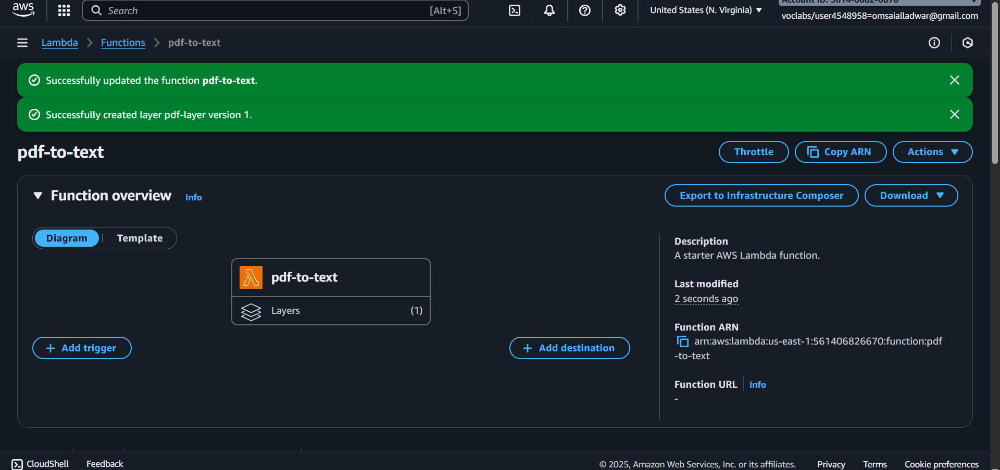 aws
Search [Alt+S]
United States (N. Virginia)
Account ID: 5614-0682-6670
voclabs/user4548958=omsaialladwar@gmail.com
Lambda Functions pdf-to-text
Successfully updated the function pdf-to-text.
Successfully created layer pdf-layer version 1.
pdf-to-text
Throttle
Copy ARN
Actions
Function overview Info
Export to Infrastructure Composer
Download
Diagram
Template
pdf-to-text
Layers (1)
+ Add trigger
+ Add destination
Description
A starter AWS Lambda function.
Last modified
2 seconds ago
Function ARN
arn:aws:lambda:us-east-1:561406826670:function:pdf
-to-text
Function URL Info
-
CloudShell Feedback
© 2025, Amazon Web Services, Inc. or its affiliates. Privacy Terms Cookie preferences